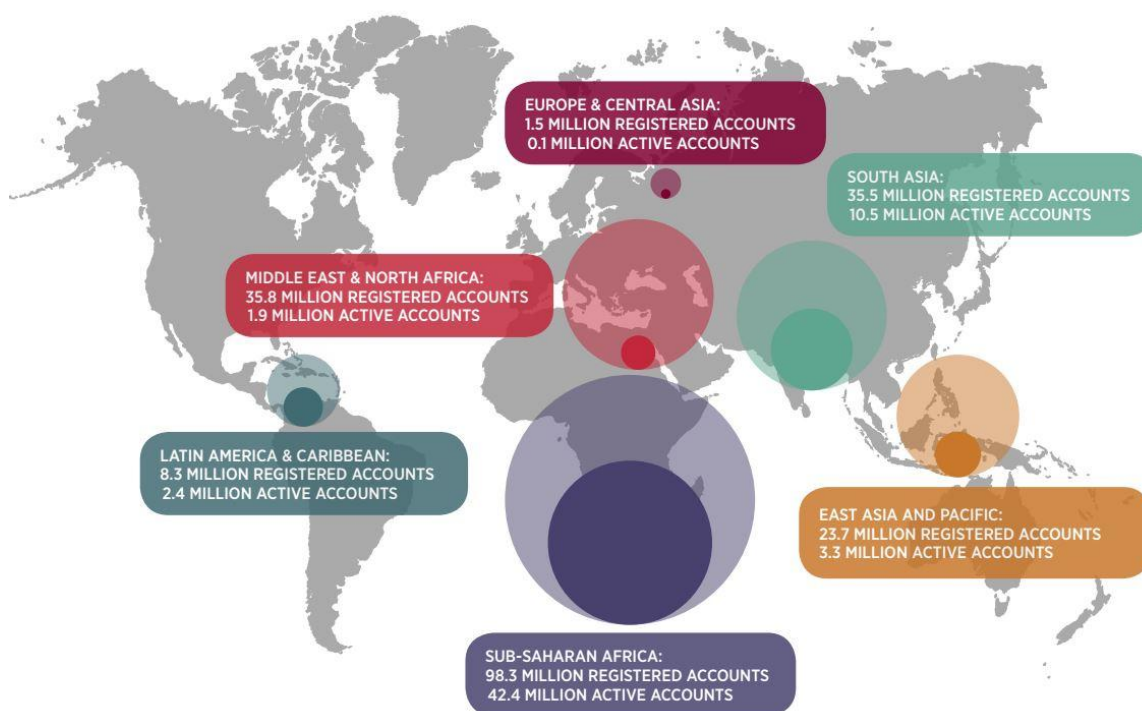 EUROPE & CENTRAL ASIA:
1.5 MILLION REGISTERED ACCOUNTS
0.1 MILLION ACTIVE ACCOUNTS
SOUTH ASIA:
35.5 MILLION REGISTERED ACCOUNTS
10.5 MILLION ACTIVE ACCOUNTS
MIDDLE EAST & NORTH AFRICA:
35.8 MILLION REGISTERED ACCOUNTS
1.9 MILLION ACTIVE ACCOUNTS
LATIN AMERICA & CARIBBEAN:
8.3 MILLION REGISTERED ACCOUNTS
2.4 MILLION ACTIVE ACCOUNTS
EAST ASIA AND PACIFIC:
23.7 MILLION REGISTERED ACCOUNTS
3.3 MILLION ACTIVE ACCOUNTS
SUB-SAHARAN AFRICA:
98.3 MILLION REGISTERED ACCOUNTS
42.4 MILLION ACTIVE ACCOUNTS